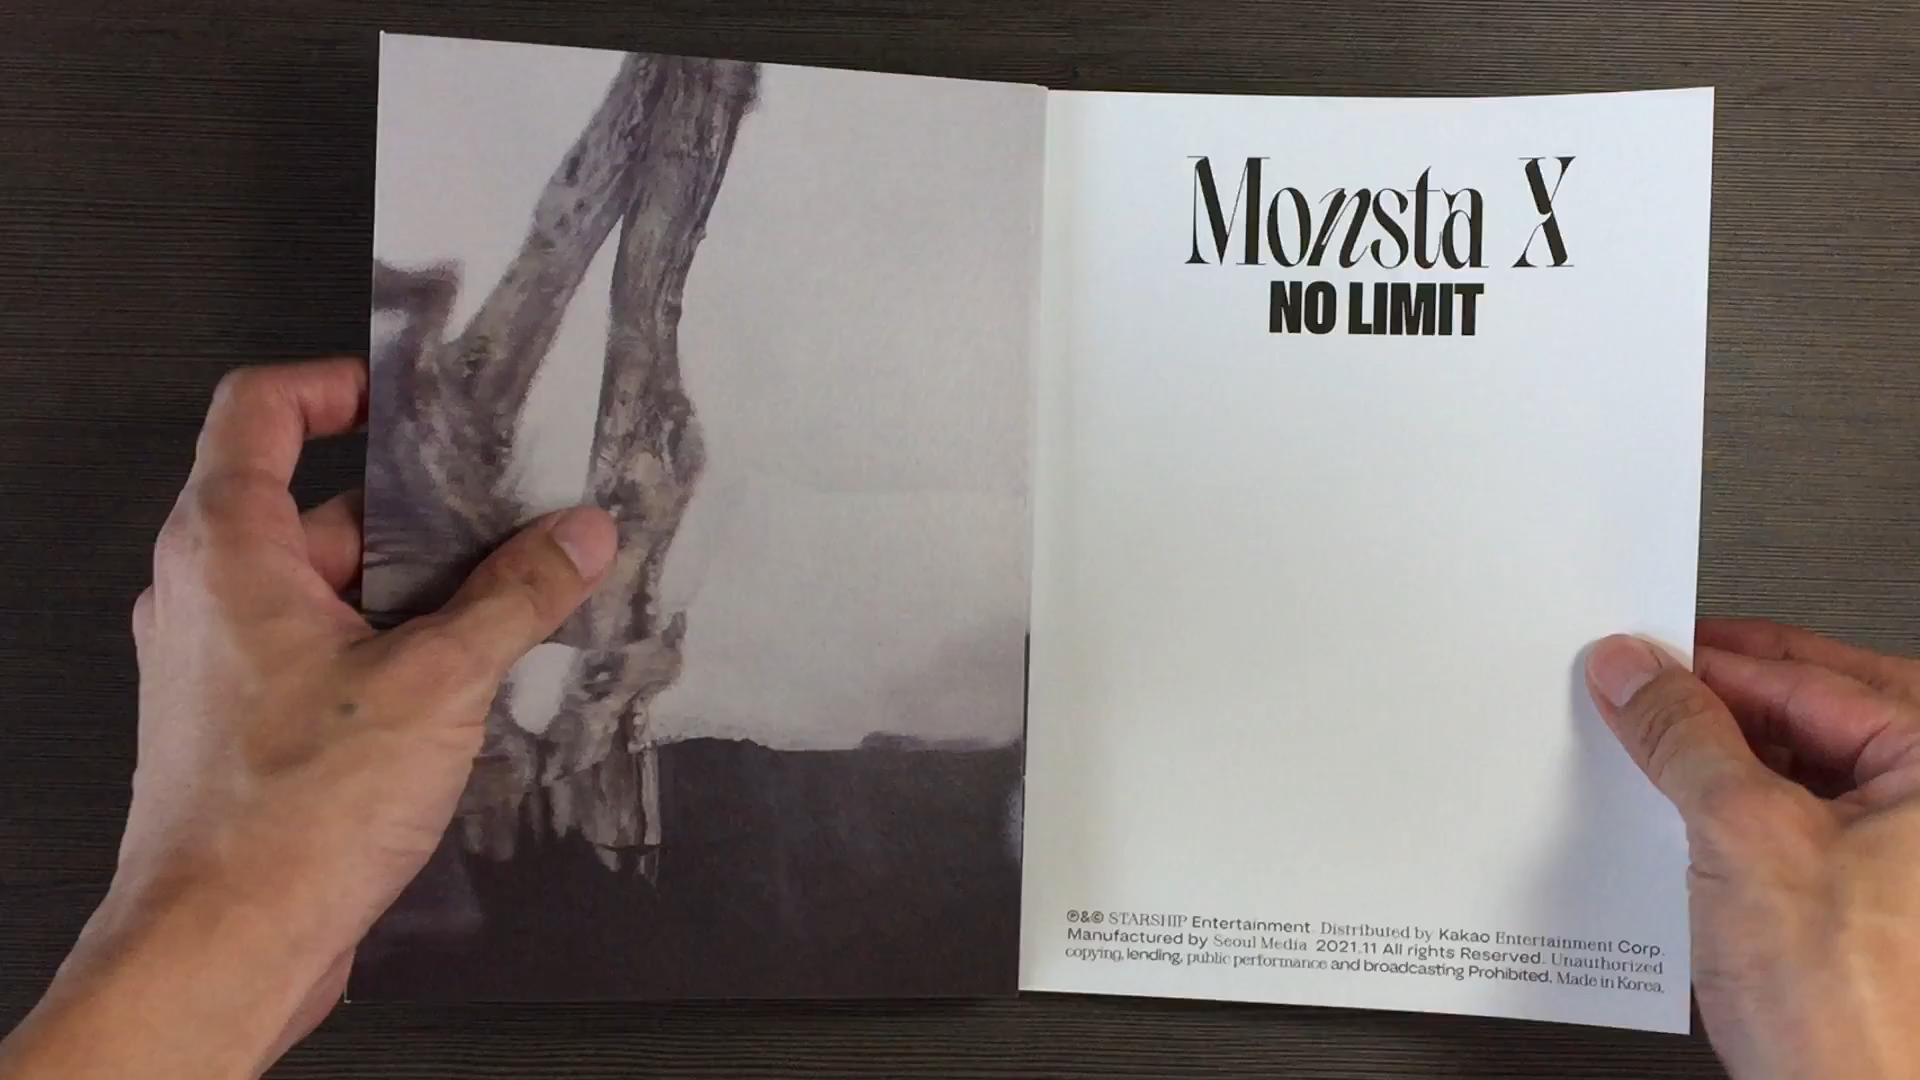 Monsta X
NO LIMIT
℗&© STARSHIP Entertainment. Distributed by Kakao Entertainment Corp.
Manufactured by Seoul Media 2021.11 All rights Reserved. Unauthorized
copying, lending, public performance and broadcasting Prohibited. Made in Korea.